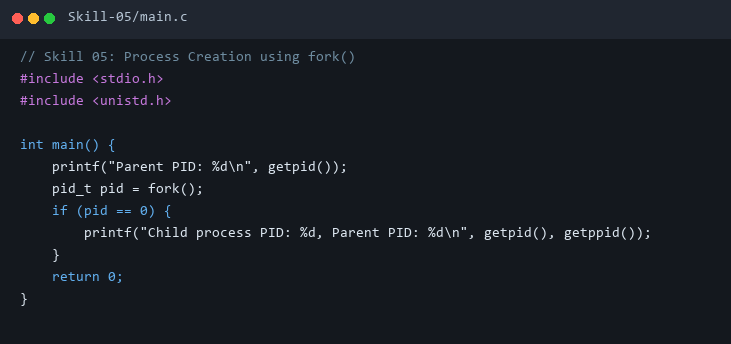 Skill-05/main.c
// Skill 05: Process Creation using fork()
#include <stdio.h>
#include <unistd.h>
int main() {
    printf("Parent PID: %d\n", getpid());
    pid_t pid = fork();
    if (pid == 0) {
        printf("Child process PID: %d, Parent PID: %d\n", getpid(), getppid());
    }
    return 0;
}